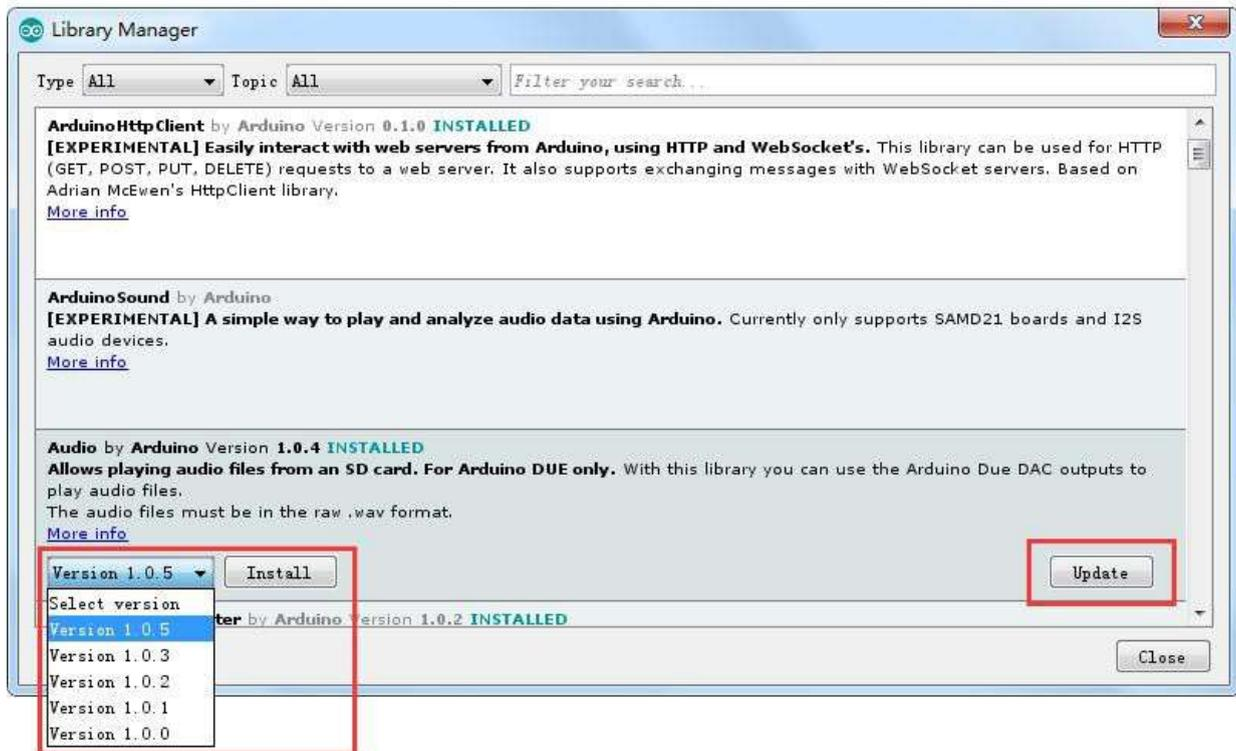 Library Manager
Type All Topic All Filter your search...
ArduinoHttpClient by Arduino Version 0.1.0 INSTALLED
[EXPERIMENTAL] Easily interact with web servers from Arduino, using HTTP and WebSocket's. This library can be used for HTTP
(GET, POST, PUT, DELETE) requests to a web server. It also supports exchanging messages with WebSocket servers. Based on
Adrian McEwen's HttpClient library.
More info
ArduinoSound by Arduino
[EXPERIMENTAL] A simple way to play and analyze audio data using Arduino. Currently only supports SAMD21 boards and I2S
audio devices.
More info
Audio by Arduino Version 1.0.4 INSTALLED
Allows playing audio files from an SD card. For Arduino DUE only. With this library you can use the Arduino Due DAC outputs to
play audio files.
The audio files must be in the raw .wav format.
More info
Version 1.0.5 Install Update
Select version
ter by Arduino Version 1.0.2 INSTALLED
Version 1.0.5
Version 1.0.3
Close
Version 1.0.2
Version 1.0.1
Version 1.0.0